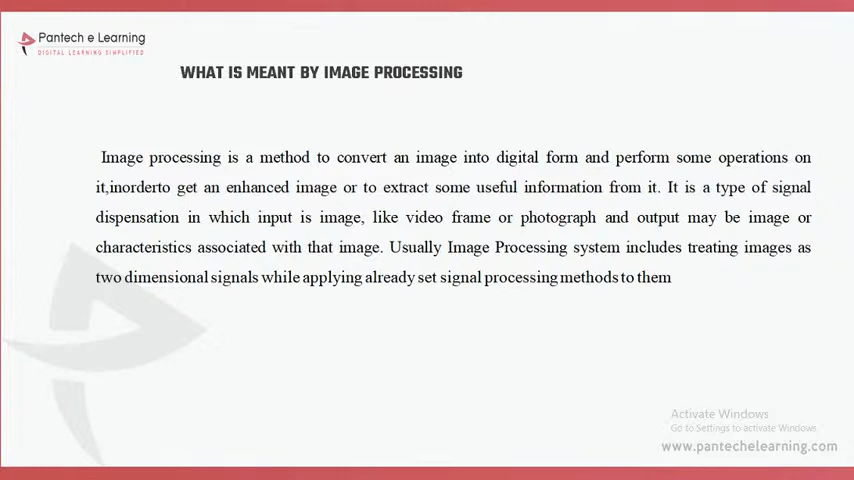 Pantech e Learning
DIGITAL LEARNING SIMPLIFIED
WHAT IS MEANT BY IMAGE PROCESSING
Image processing is a method to convert an image into digital form and perform some operations on
it,inorderto get an enhanced image or to extract some useful information from it. It is a type of signal
dispensation in which input is image, like video frame or photograph and output may be image or
characteristics associated with that image. Usually Image Processing system includes treating images as
two dimensional signals while applying already set signal processing methods to them
Activate Windows
Go to Settings to activate Windows.
www.pantechelearning.com